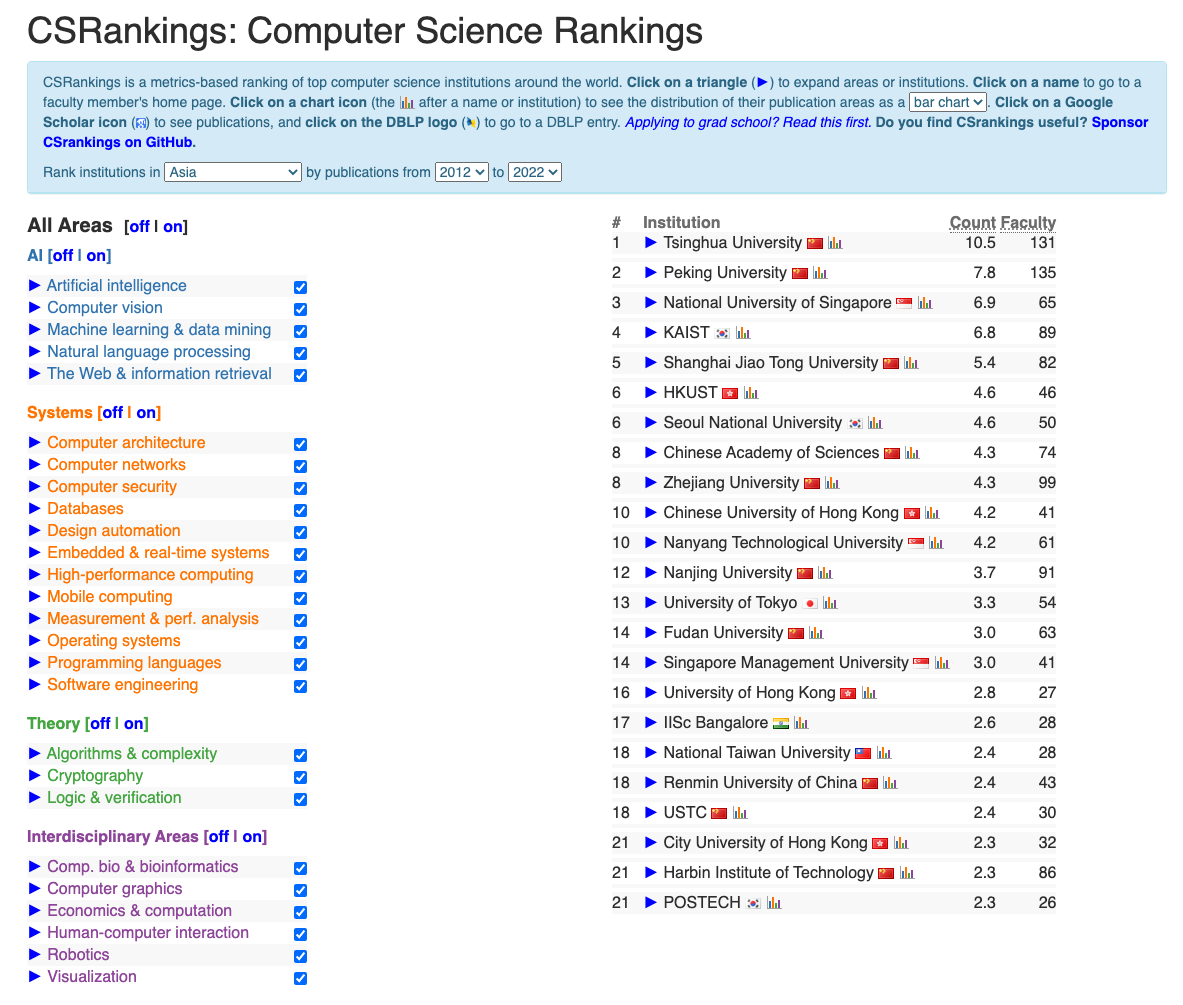 CSRankings: Computer Science Rankings
CSRankings is a metrics-based ranking of top computer science institutions around the world. Click on a triangle (▶) to expand areas or institutions. Click on a name to go to a
faculty member's home page. Click on a chart icon (the after a name or institution) to see the distribution of their publication areas as a bar chart. Click on a Google
Scholar icon () to see publications, and click on the DBLP logo () to go to a DBLP entry. Applying to grad school? Read this first. Do you find CSrankings useful? Sponsor
CSrankings on GitHub.
Rank institutions in Asia by publications from 2012 to 2022
All Areas [off | on]
AI [off | on]
▶ Artificial intelligence
▶ Computer vision
▶ Machine learning & data mining
▶ Natural language processing
▶ The Web & information retrieval
Systems [off | on]
▶ Computer architecture
▶ Computer networks
▶ Computer security
▶ Databases
▶ Design automation
▶ Embedded & real-time systems
▶ High-performance computing
▶ Mobile computing
▶ Measurement & perf. analysis
▶ Operating systems
▶ Programming languages
▶ Software engineering
Theory [off | on]
▶ Algorithms & complexity
▶ Cryptography
▶ Logic & verification
Interdisciplinary Areas [off | on]
▶ Comp. bio & bioinformatics
▶ Computer graphics
▶ Economics & computation
▶ Human-computer interaction
▶ Robotics
▶ Visualization
# Institution Count Faculty
1 ▶ Tsinghua University 10.5 131
2 ▶ Peking University 7.8 135
3 ▶ National University of Singapore 6.9 65
4 ▶ KAIST 6.8 89
5 ▶ Shanghai Jiao Tong University 5.4 82
6 ▶ HKUST 4.6 46
6 ▶ Seoul National University 4.6 50
8 ▶ Chinese Academy of Sciences 4.3 74
8 ▶ Zhejiang University 4.3 99
10 ▶ Chinese University of Hong Kong 4.2 41
10 ▶ Nanyang Technological University 4.2 61
12 ▶ Nanjing University 3.7 91
13 ▶ University of Tokyo 3.3 54
14 ▶ Fudan University 3.0 63
14 ▶ Singapore Management University 3.0 41
16 ▶ University of Hong Kong 2.8 27
17 ▶ IISc Bangalore 2.6 28
18 ▶ National Taiwan University 2.4 28
18 ▶ Renmin University of China 2.4 43
18 ▶ USTC 2.4 30
21 ▶ City University of Hong Kong 2.3 32
21 ▶ Harbin Institute of Technology 2.3 86
21 ▶ POSTECH 2.3 26